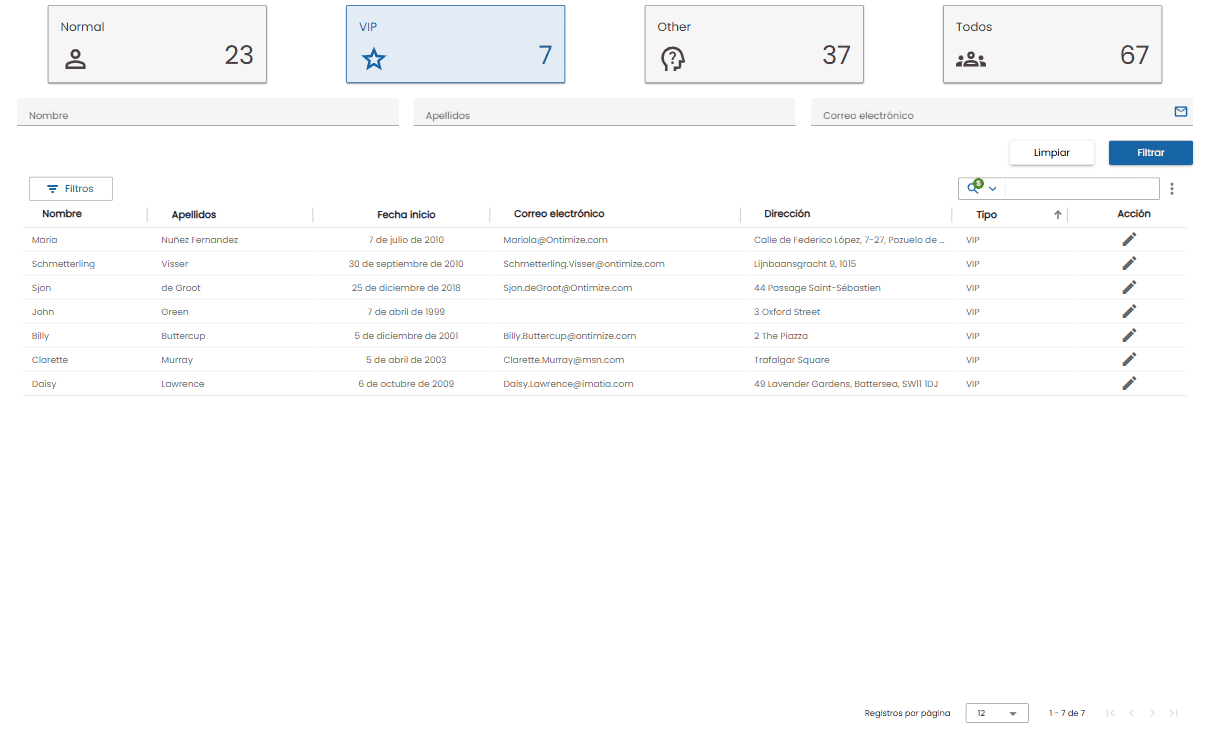 Normal VIP Other Todos
23 7 37 67
Nombre Apellidos Correo electrónico
Limpiar Filtrar
Filtros
Nombre Apellidos Fecha inicio Correo electrónico Dirección Tipo Acción
Maria Nuñez Fernandez 7 de julio de 2010 Mariola@Ontimize.com Calle de Federico López, 7-27, Pozuelo de ... VIP
Schmetterling Visser 30 de septiembre de 2010 Schmetterling.Visser@ontimize.com Lijnbaansgracht 9, 1015 VIP
Sjon de Groot 25 de diciembre de 2018 Sjon.deGroot@Ontimize.com 44 Passage Saint-Sébastien VIP
John Green 7 de abril de 1999 3 Oxford Street VIP
Billy Buttercup 5 de diciembre de 2001 Billy.Buttercup@ontimize.com 2 The Piazza VIP
Clarette Murray 5 de abril de 2003 Clarette.Murray@msn.com Trafalgar Square VIP
Daisy Lawrence 6 de octubre de 2009 Daisy.Lawrence@imatia.com 49 Lavender Gardens, Battersea, SW11 1DJ VIP
Registros por página 12 1 - 7 de 7